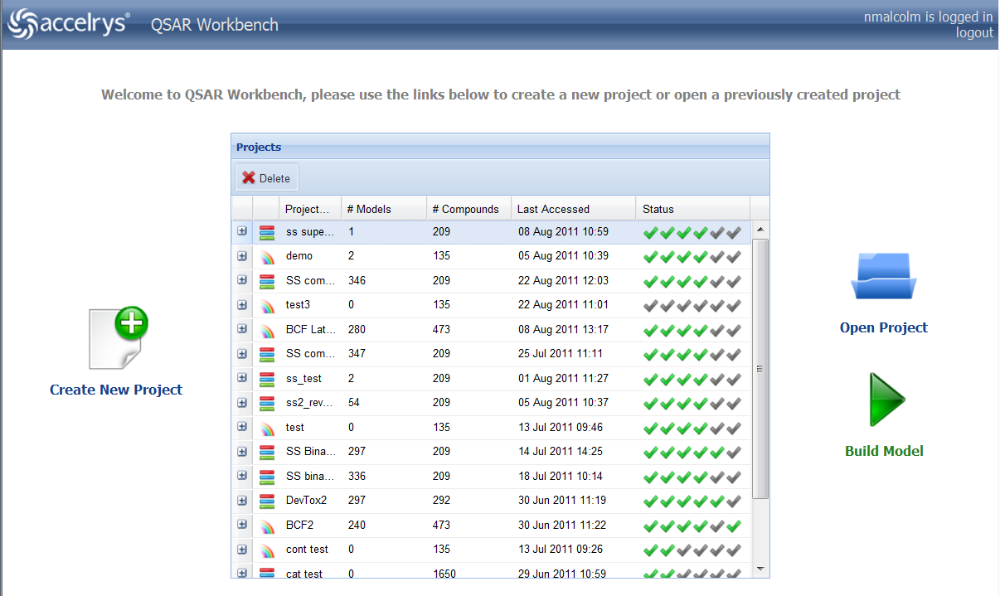 accelrys® QSAR Workbench nmalcolm is logged in
logout
Welcome to QSAR Workbench, please use the links below to create a new project or open a previously created project
Projects
Delete
Project... # Models # Compounds Last Accessed Status
ss supe... 1 209 08 Aug 2011 10:59
demo 2 135 05 Aug 2011 10:39
SS com... 346 209 22 Aug 2011 12:03
test3 0 135 22 Aug 2011 11:01
BCF Lat... 280 473 08 Aug 2011 13:17
SS com... 347 209 25 Jul 2011 11:11
ss_test 2 209 01 Aug 2011 11:27
ss2_rev... 54 209 05 Aug 2011 10:37
test 0 135 13 Jul 2011 09:46
SS Bina... 297 209 14 Jul 2011 14:25
SS bina... 336 209 18 Jul 2011 10:14
DevTox2 297 292 30 Jun 2011 11:19
BCF2 240 473 30 Jun 2011 11:22
cont test 0 135 13 Jul 2011 09:26
cat test 0 1650 29 Jun 2011 10:59
Create New Project
Open Project
Build Model